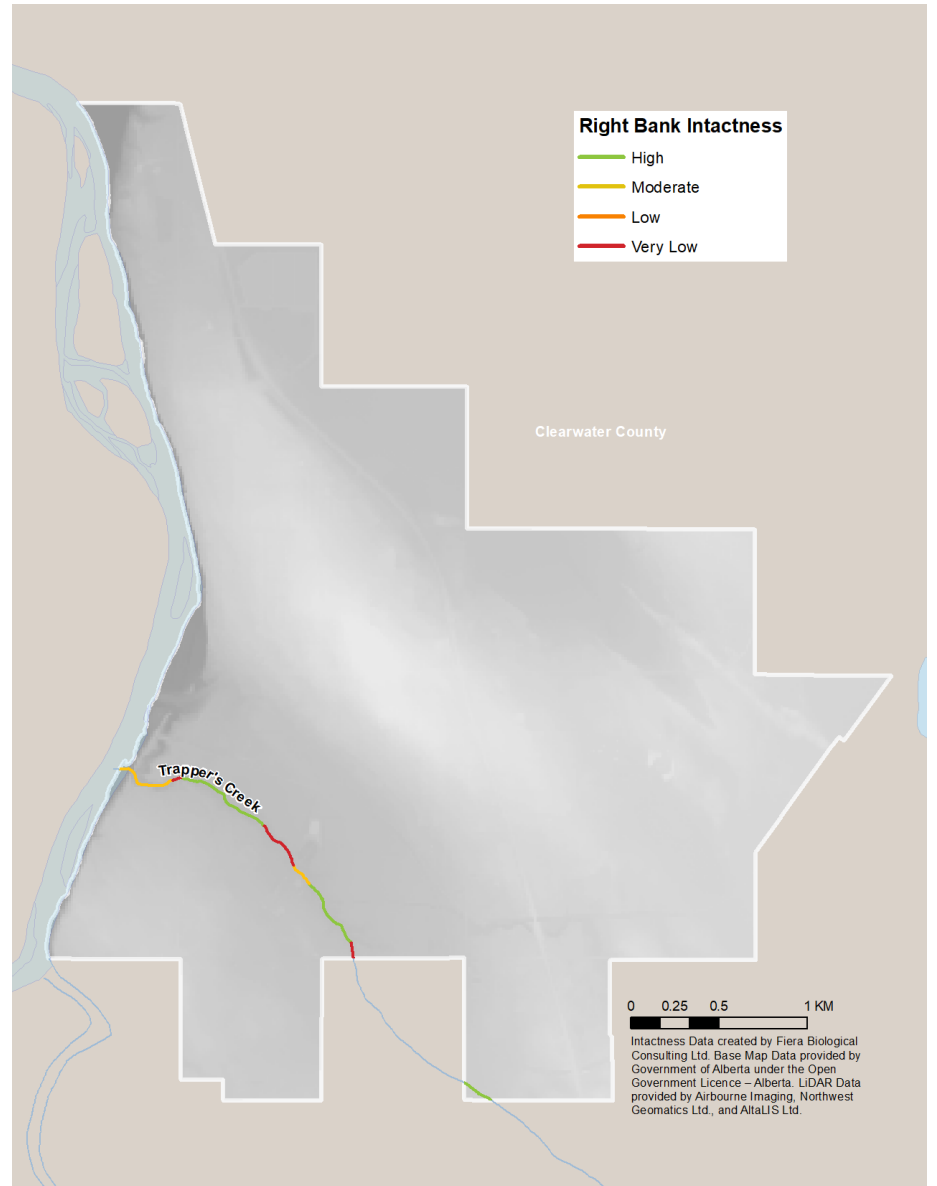 Right Bank Intactness
High
Moderate
Low
Very Low
Clearwater County
Trapper's Creek
0 0.25 0.5 1 KM
Intactness Data created by Fiera Biological
Consulting Ltd. Base Map Data provided by
Government of Alberta under the Open
Government Licence – Alberta. LiDAR Data
provided by Airbourne Imaging, Northwest
Geomatics Ltd., and AltaLIS Ltd.